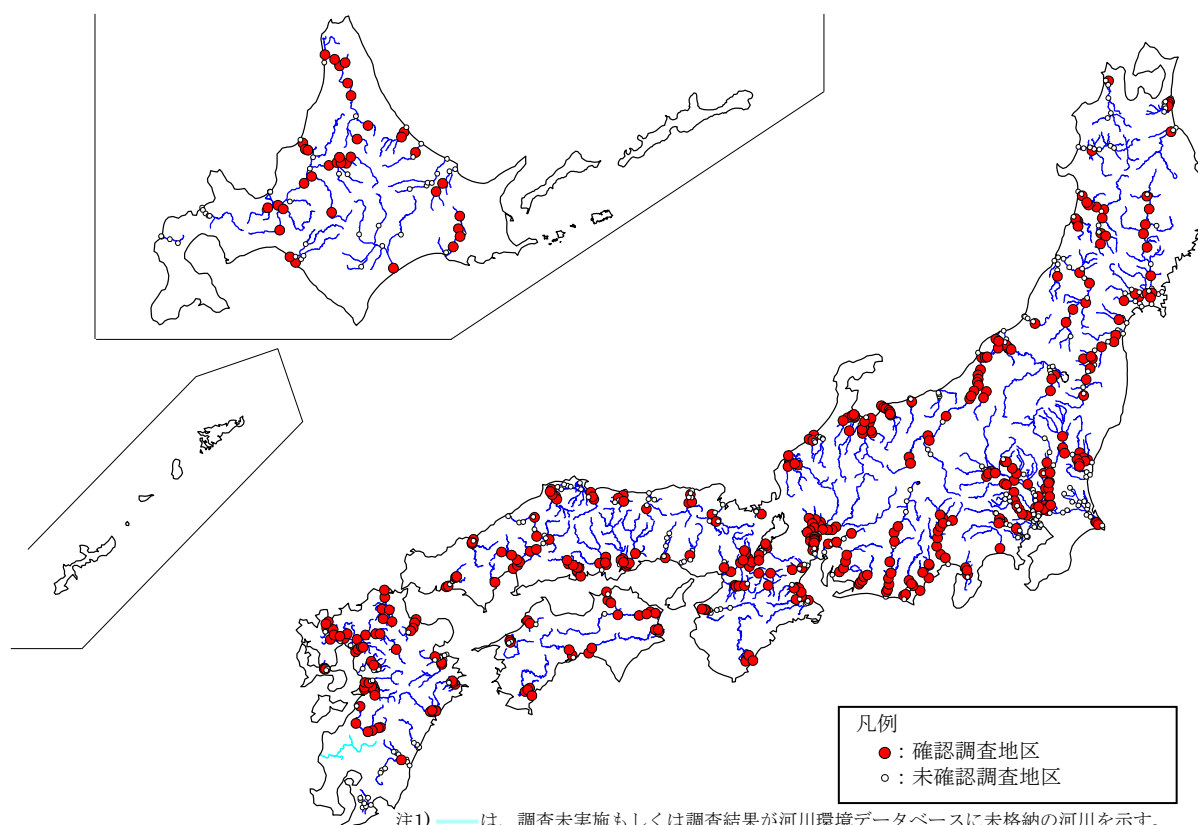 凡例
●：確認調査地区
○：未確認調査地区
注1) ━━は、調査未実施もしくは調査結果が河川環境データベースに未格納の河川を示す。